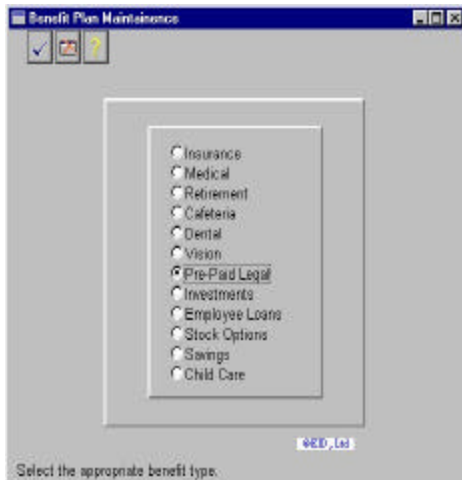 Benefit Plan Maintainence
?
Insurance
Medical
Retirement
Cafeteria
Dental
Vision
Pre-Paid Legal
Investments
Employee Loans
Stock Options
Savings
Child Care
Select the appropriate benefit type.